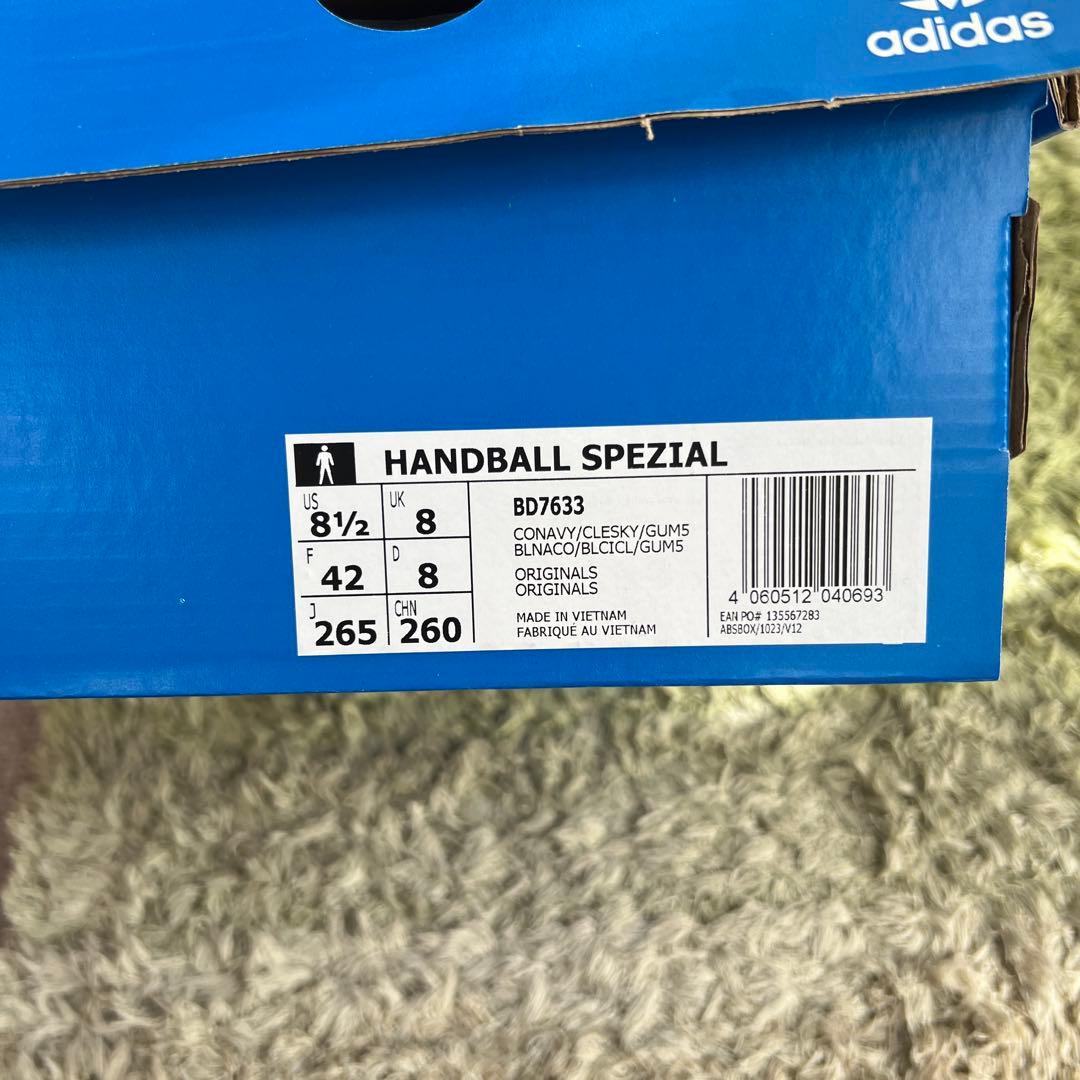 adidas
HANDBALL SPEZIAL
US
8½
UK
8
F
42
D
8
J
265
CHN
260
BD7633
CONAVY/CLESKY/GUM5
BLNACO/BLCICL/GUM5
ORIGINALS
ORIGINALS
MADE IN VIETNAM
FABRIQUÉ AU VIETNAM
4 060512 040693
EAN PO# 135567283
ABSBOX/1023/V12